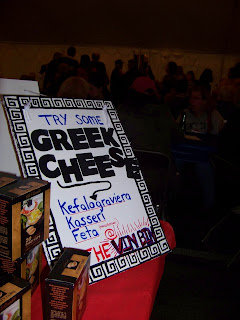 TRY SOME
GREEK
CHEESE
Kefalograviera
Kasseri
Feta
@
THE